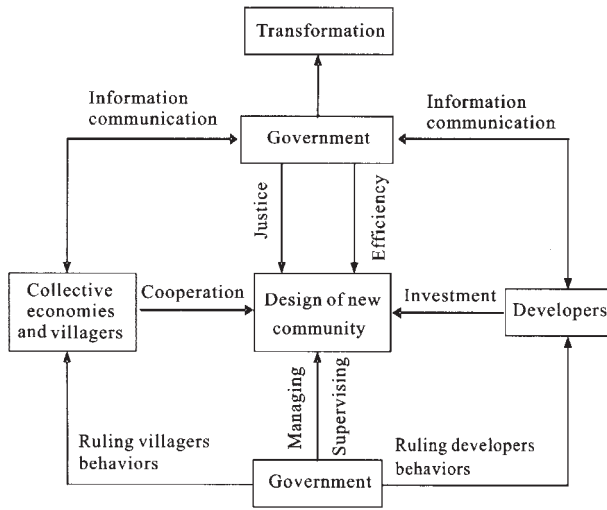 Transformation
Information
communication
Information
communication
Government
Justice
Efficiency
Collective
economies
and villagers
Cooperation
Design of new
community
Investment
Developers
Managing
Supervising
Ruling villagers
behaviors
Ruling developers
behaviors
Government